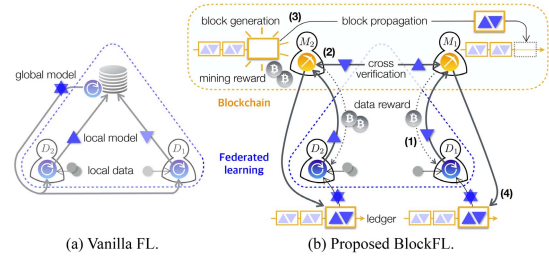 global model
D₂
local model
D₁
local data
(a) Vanilla FL.
block generation
(3)
block propagation
M₂
(2)
M₁
cross
verification
mining reward
B
B
Blockchain
data reward
B
B
B
(1)
D₂
D₁
Federated
learning
(4)
ledger
(b) Proposed BlockFL.